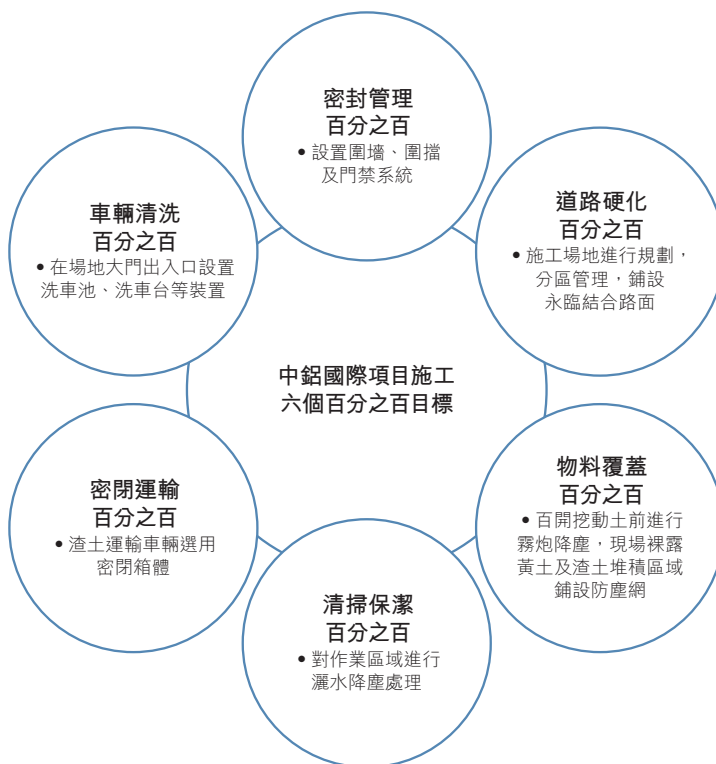 密封管理
百分之百
• 設置圍墻、圍擋
及門禁系統
道路硬化
百分之百
• 施工場地進行規劃，
分區管理，鋪設
永臨結合路面
物料覆蓋
百分之百
• 百開挖動土前進行
霧炮降塵，現場裸露
黃土及渣土堆積區域
鋪設防塵網
清掃保潔
百分之百
• 對作業區域進行
灑水降塵處理
密閉運輸
百分之百
• 渣土運輸車輛選用
密閉箱體
車輛清洗
百分之百
• 在場地大門出入口設置
洗車池、洗車台等裝置
中鋁國際項目施工
六個百分之百目標